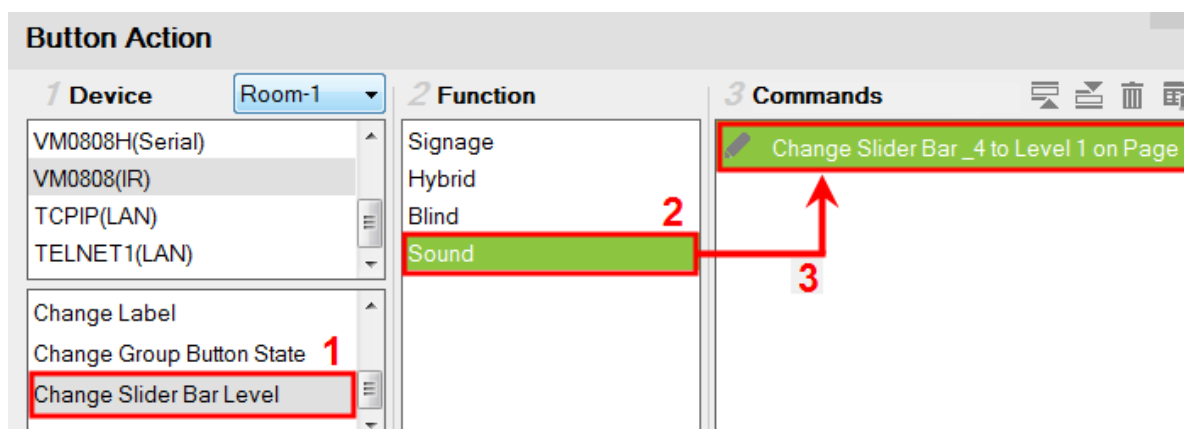 Button Action
1 Device
Room-1
2 Function
3 Commands
VM0808H(Serial)
VM0808(IR)
TCPIP(LAN)
TELNET1(LAN)
Change Label
Change Group Button State
1
Change Slider Bar Level
Signage
Hybrid
Blind
2
Sound
Change Slider Bar _4 to Level 1 on Page
3